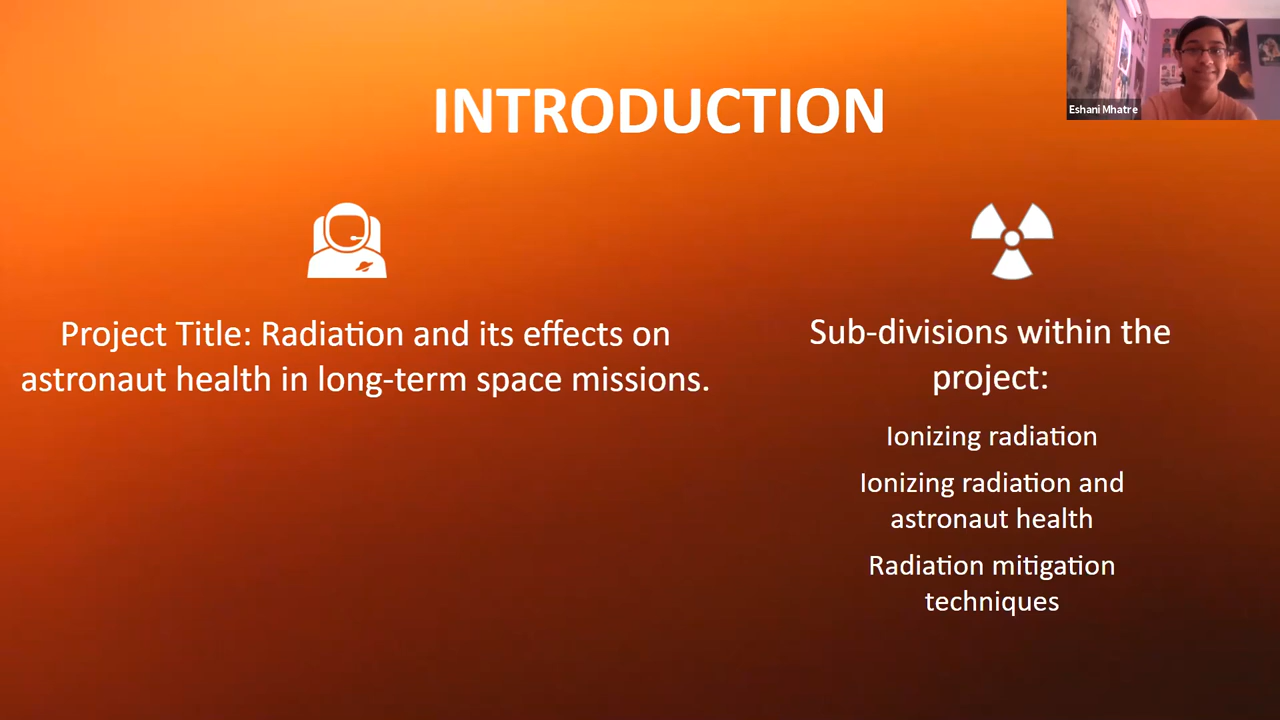 INTRODUCTION
Eshani Mhatre
Project Title: Radiation and its effects on
astronaut health in long-term space missions.
Sub-divisions within the
project:
Ionizing radiation
Ionizing radiation and
astronaut health
Radiation mitigation
techniques